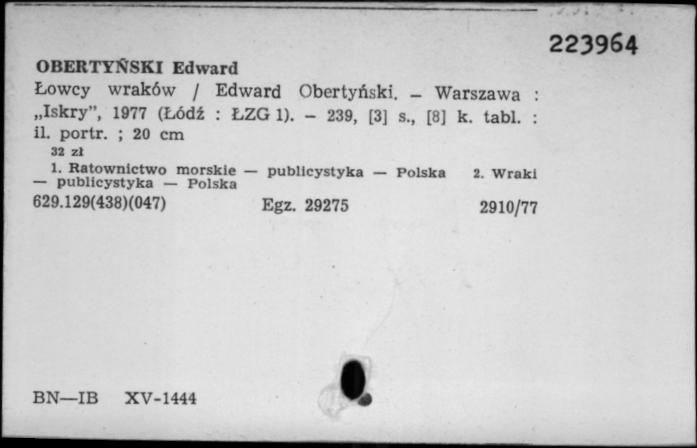 223964
OBERTYŃSKI Edward
Łowcy wraków / Edward Obertyński. – Warszawa :
„Iskry”, 1977 (Łódź : ŁZG 1). – 239, [3] s., [8] k. tabl. :
il. portr. ; 20 cm
32 zł
1. Ratownictwo morskie — publicystyka — Polska 2. Wraki
— publicystyka — Polska
629.129(438)(047) Egz. 29275 2910/77
BN—IB XV-1444